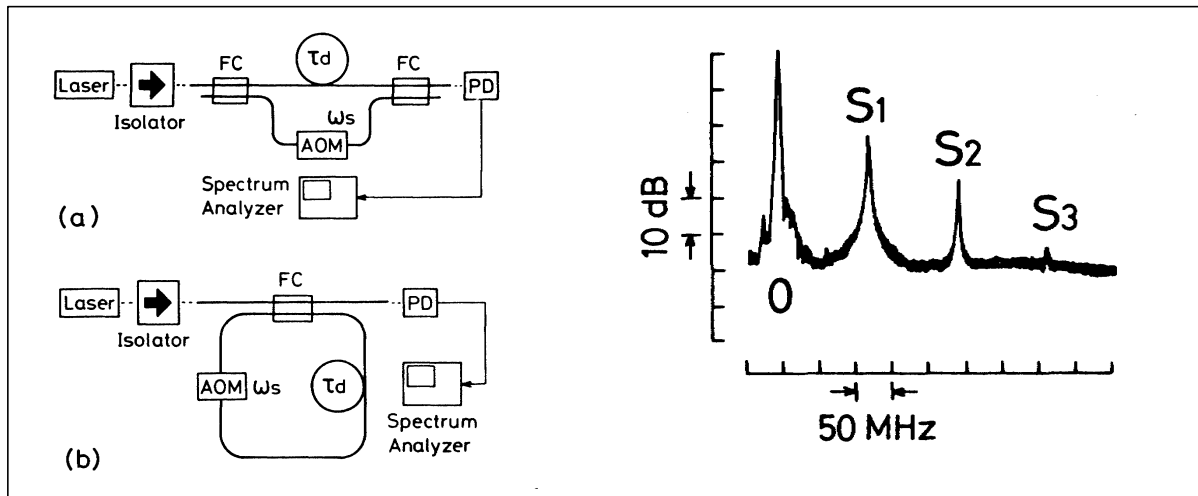 FC
τd
FC
Laser
Isolator
ωs
AOM
PD
Spectrum
Analyzer
(a)
FC
Laser
Isolator
PD
AOM
ωs
τd
Spectrum
Analyzer
(b)
S1
S2
S3
10 dB
O
50 MHz